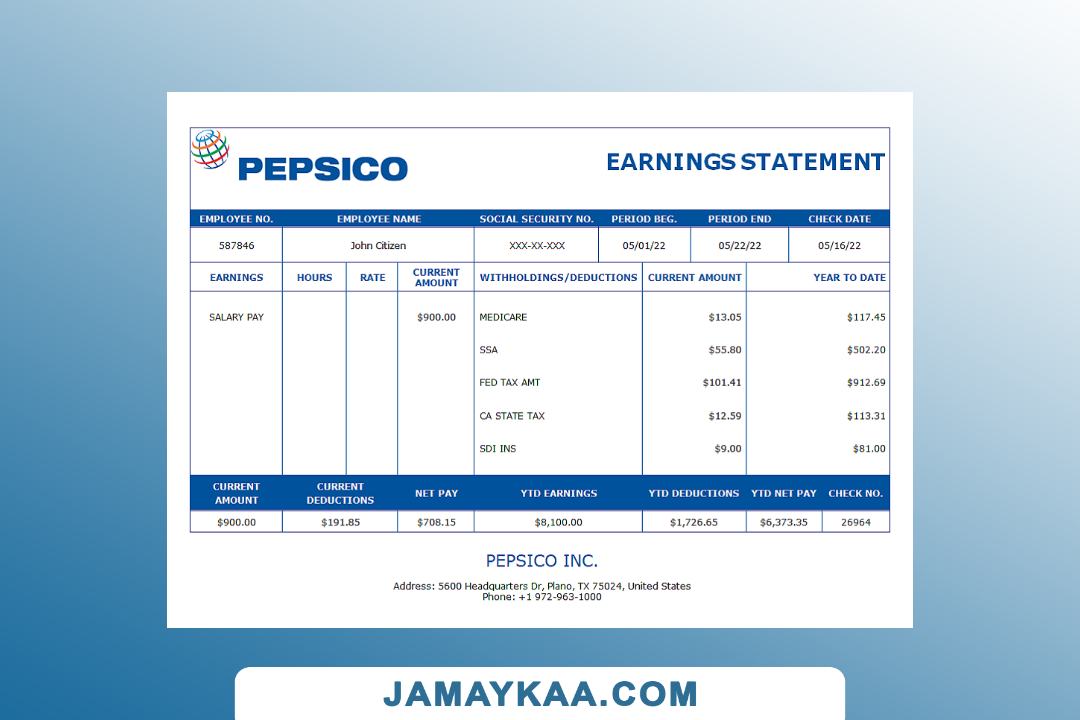 PEPSICO
EARNINGS STATEMENT
EMPLOYEE NO. EMPLOYEE NAME SOCIAL SECURITY NO. PERIOD BEG. PERIOD END CHECK DATE
587846 John Citizen XXX-XX-XXX 05/01/22 05/22/22 05/16/22
EARNINGS HOURS RATE CURRENT AMOUNT WITHHOLDINGS/DEDUCTIONS CURRENT AMOUNT YEAR TO DATE
SALARY PAY $900.00 MEDICARE $13.05 $117.45
SSA $55.80 $502.20
FED TAX AMT $101.41 $912.69
CA STATE TAX $12.59 $113.31
SDI INS $9.00 $81.00
CURRENT AMOUNT CURRENT DEDUCTIONS NET PAY YTD EARNINGS YTD DEDUCTIONS YTD NET PAY CHECK NO.
$900.00 $191.85 $708.15 $8,100.00 $1,726.65 $6,373.35 26964
PEPSICO INC.
Address: 5600 Headquarters Dr, Plano, TX 75024, United States
Phone: +1 972-963-1000
JAMAYKAA.COM